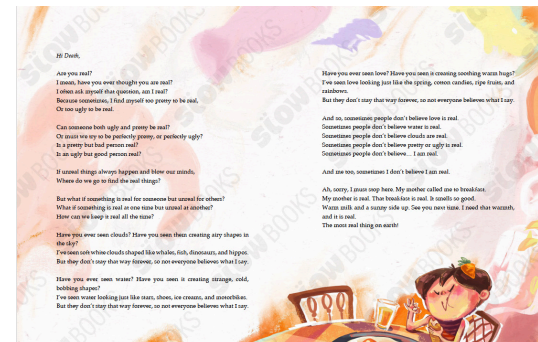 Hi Death,
Are you real?
I mean, have you ever thought you are real?
I often ask myself that question, am I real?
Because sometimes, I find myself too pretty to be real,
Or too ugly to be real.
Can someone both ugly and pretty be real?
Or must we try to be perfectly pretty, or perfectly ugly?
Is a pretty but bad person real?
Is an ugly but good person real?
If unreal things always happen and blow our minds,
Where do we go to find the real things?
But what if something is real for someone but unreal for others?
What if something is real at one time but unreal at another?
How can we keep it real all the time?
Have you ever seen clouds? Have you seen them creating airy shapes in
the sky?
I've seen soft white clouds shaped like whales, fish, dinosaurs, and hippos.
But they don't stay that way forever, so not everyone believes what I say.
Have you ever seen water? Have you seen it creating strange, cold,
bobbing shapes?
I've seen water looking just like stars, shoes, ice creams, and motorbikes.
But they don't stay that way forever, so not everyone believes what I say.
Have you ever seen love? Have you seen it creating soothing warm hugs?
I've seen love looking just like the spring, cotton candies, ripe fruits, and
rainbows.
But they don't stay that way forever, so not everyone believes what I say.
And so, sometimes people don't believe love is real.
Sometimes people don't believe water is real.
Sometimes people don't believe clouds are real.
Sometimes people don't believe pretty or ugly is real.
Sometimes people don't believe... I am real.
And me too, sometimes I don't believe I am real.
Ah, sorry, I must stop here. My mother called me to breakfast.
My mother is real. That breakfast is real. It smells so good.
Warm milk and a sunny side up. See you next time. I need that warmth,
and it is real.
The most real thing on earth!
slow BOOKS